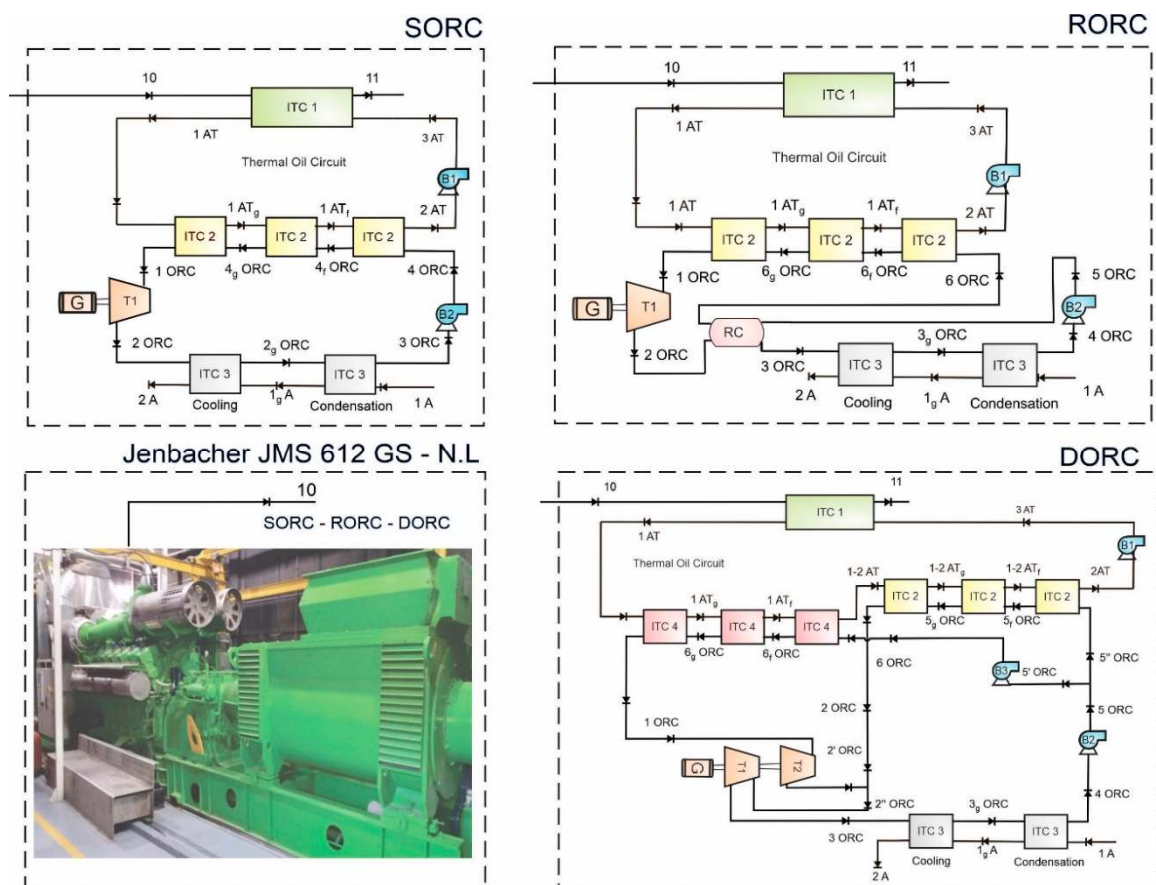 SORC
10
11
ITC 1
1 AT
3 AT
Thermal Oil Circuit
B1
1 ATg
1 ATf
2 AT
ITC 2
ITC 2
ITC 2
1 ORC
4g ORC
4f ORC
4 ORC
G
T1
B2
2 ORC
2g ORC
3 ORC
ITC 3
ITC 3
2 A
1g A
1 A
Cooling
Condensation
RORC
10
11
ITC 1
1 AT
3 AT
Thermal Oil Circuit
B1
1 AT
1 ATg
1 ATf
2 AT
ITC 2
ITC 2
ITC 2
1 ORC
6g ORC
6f ORC
6 ORC
5 ORC
G
T1
RC
B2
2 ORC
3 ORC
3g ORC
4 ORC
ITC 3
ITC 3
2 A
1g A
1 A
Cooling
Condensation
Jenbacher JMS 612 GS - N.L
10
SORC - RORC - DORC
DORC
10
11
ITC 1
1 AT
3 AT
Thermal Oil Circuit
B1
1-2 AT
1-2 ATg
1-2 ATf
2AT
ITC 2
ITC 2
ITC 2
1 ATg
1 ATf
5g ORC
5f ORC
ITC 4
ITC 4
ITC 4
6g ORC
6f ORC
6 ORC
B3
5' ORC
5'' ORC
2 ORC
5 ORC
1 ORC
B2
2' ORC
G
T1
T2
2'' ORC
3g ORC
4 ORC
3 ORC
ITC 3
ITC 3
1g A
1 A
2 A
Cooling
Condensation